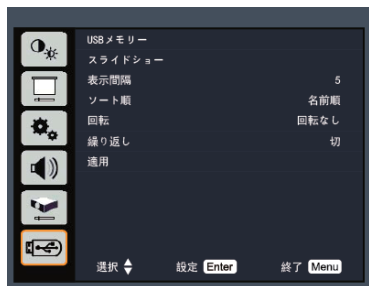 USBメモリー
スライドショー
表示間隔 5
ソート順 名前順
回転 回転なし
繰り返し 切
適用
選択 設定 Enter 終了 Menu